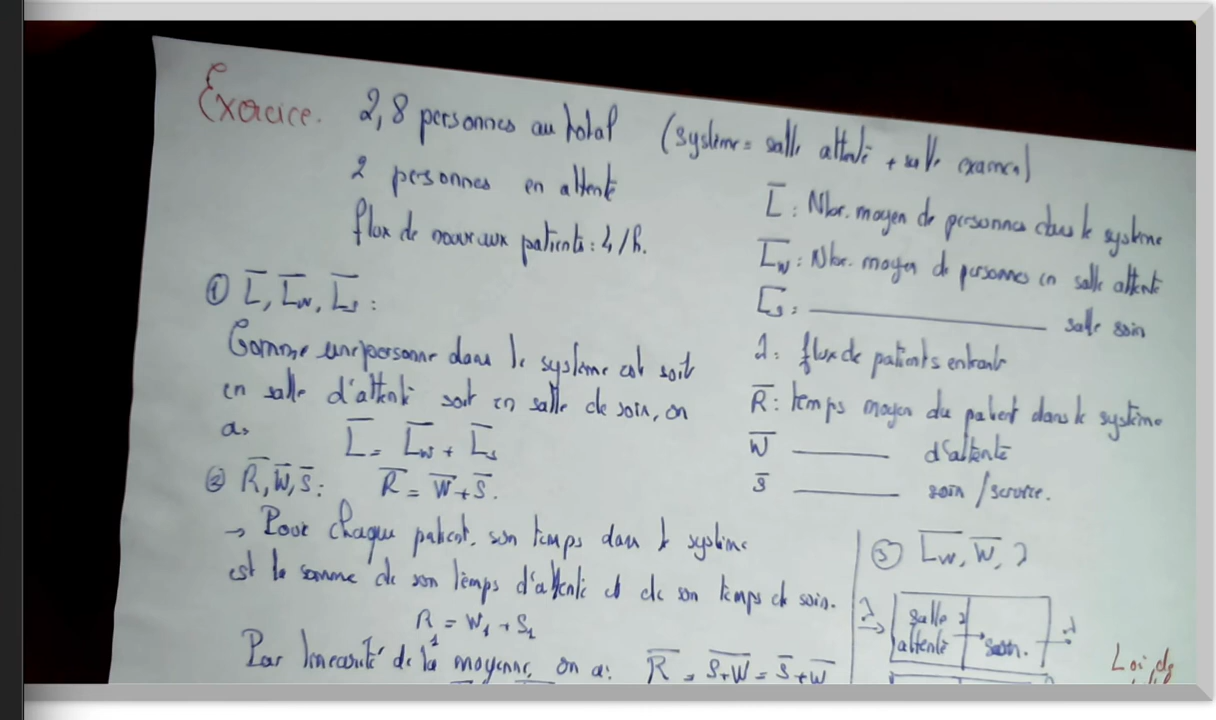 Exercice. 2,8 personnes au total (système = salle attente + salle examen)
2 personnes en attente
flux de nouveaux patients : 4/h.
L̅ : Nbr. moyen de personnes dans le système
L̅w : Nbr. moyen de personnes en salle attente
L̅s : ———— salle soin
λ : flux de patients entrants
R̅ : temps moyen du patient dans le système
W̅ ———— d'attente
S̅ ———— soin / service.
① L̅, L̅w, L̅s :
Comme une personne dans le système est soit
en salle d'attente soit en salle de soin, on
a, L̅ = L̅w + L̅s
② R̅, W̅, S̅ : R̅ = W̅ + S̅.
→ Pour chaque patient, son temps dans le système
est la somme de son temps d'attente et de son temps de soin.
R₁ = W₁ + S₁
Par linéarité de la moyenne, on a : R̅ = S+W = S̅ + W̅
③ L̅w, W̅, λ
λ salle attente soin. λ
Loi de